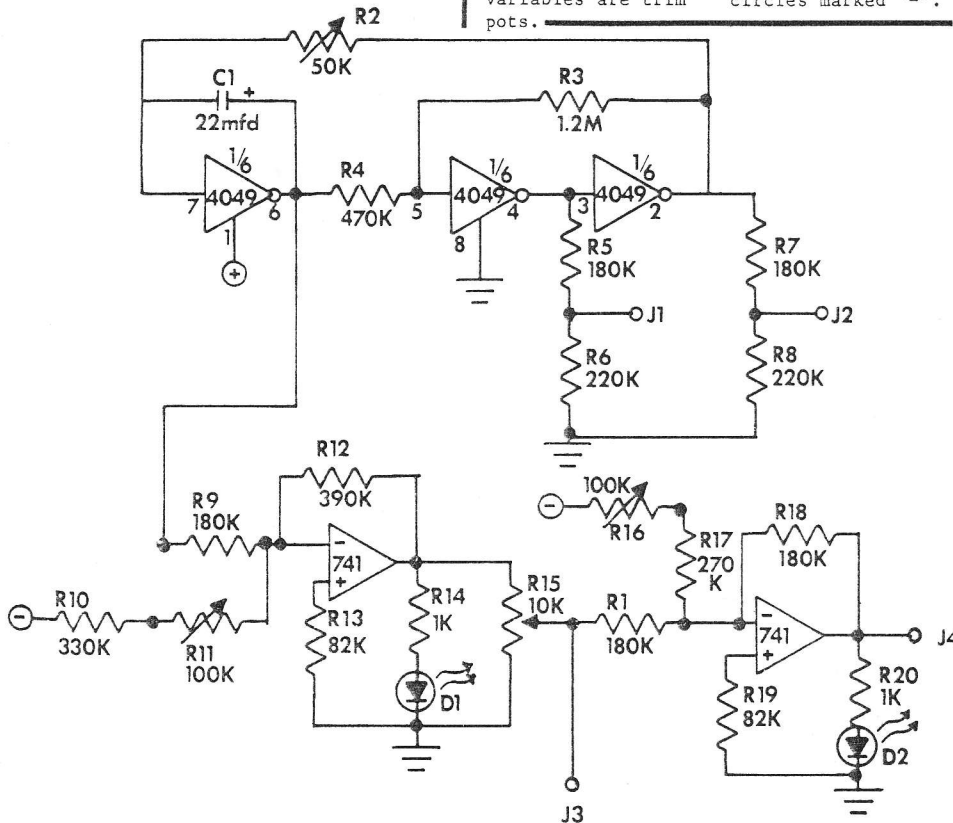 variables are trim circles marked "-".
pots.
R2
50K
C1
+
22mfd
R3
1.2M
1/6
4049
7
6
1
+
R4
470K
1/6
4049
5
4
8
1/6
4049
3
2
R5
180K
R7
180K
J1
J2
R6
220K
R8
220K
R12
390K
R9
180K
-
741
+
R10
330K
R11
100K
-
R13
82K
R14
1K
R15
10K
D1
100K
-
R16
R17
270
K
R18
180K
R1
180K
-
741
+
J4
R19
82K
R20
1K
D2
J3